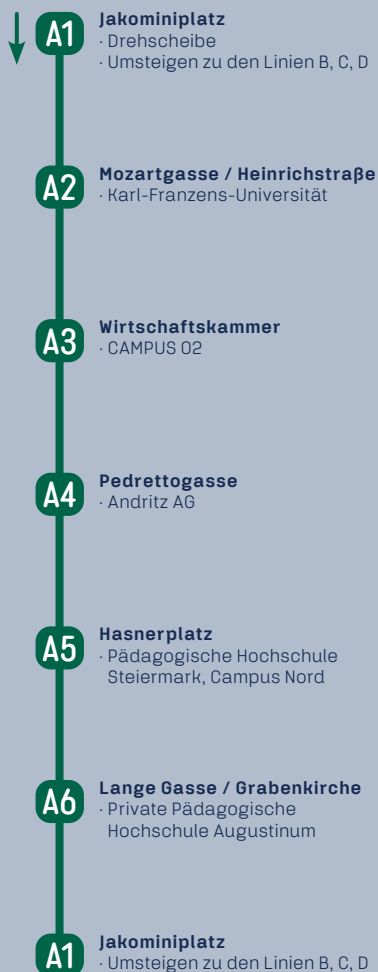 A1
Jakominiplatz
· Drehscheibe
· Umsteigen zu den Linien B, C, D
A2
Mozartgasse / Heinrichstraße
· Karl-Franzens-Universität
A3
Wirtschaftskammer
· CAMPUS 02
A4
Pedrettogasse
· Andritz AG
A5
Hasnerplatz
· Pädagogische Hochschule
Steiermark, Campus Nord
A6
Lange Gasse / Grabenkirche
· Private Pädagogische
Hochschule Augustinum
A1
Jakominiplatz
· Umsteigen zu den Linien B, C, D